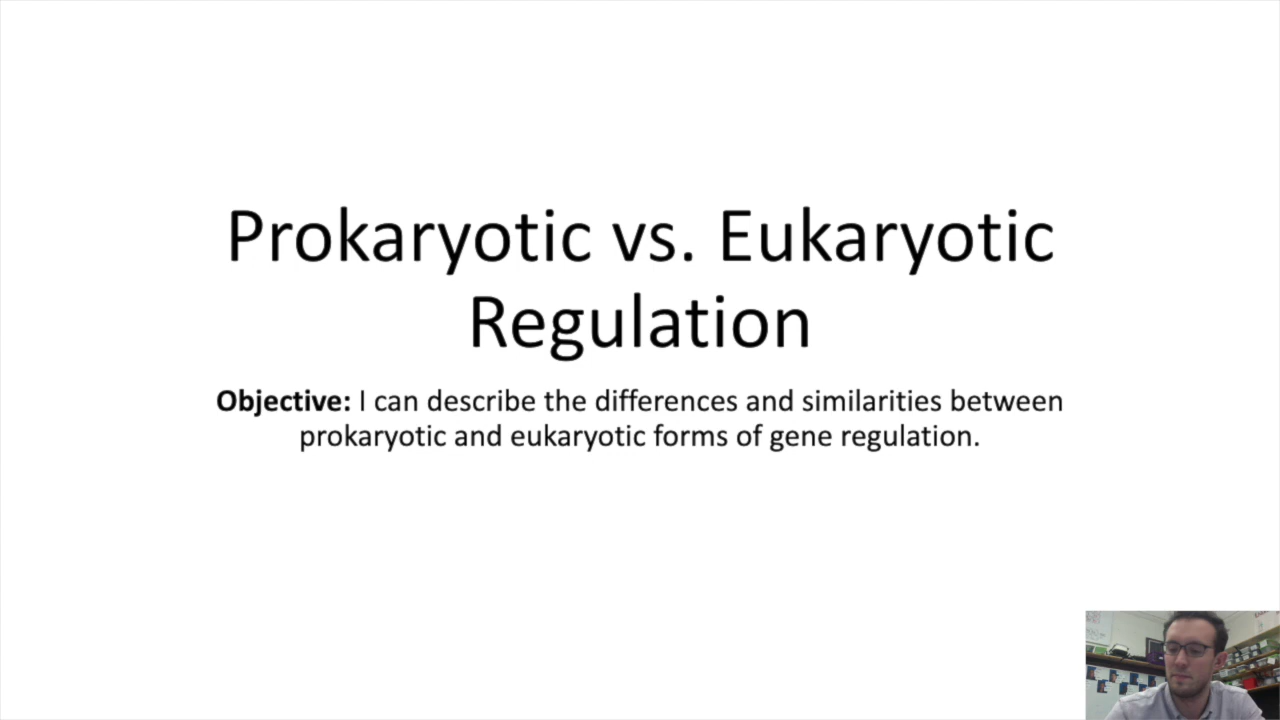 Prokaryotic vs. Eukaryotic
Regulation
Objective: I can describe the differences and similarities between
prokaryotic and eukaryotic forms of gene regulation.